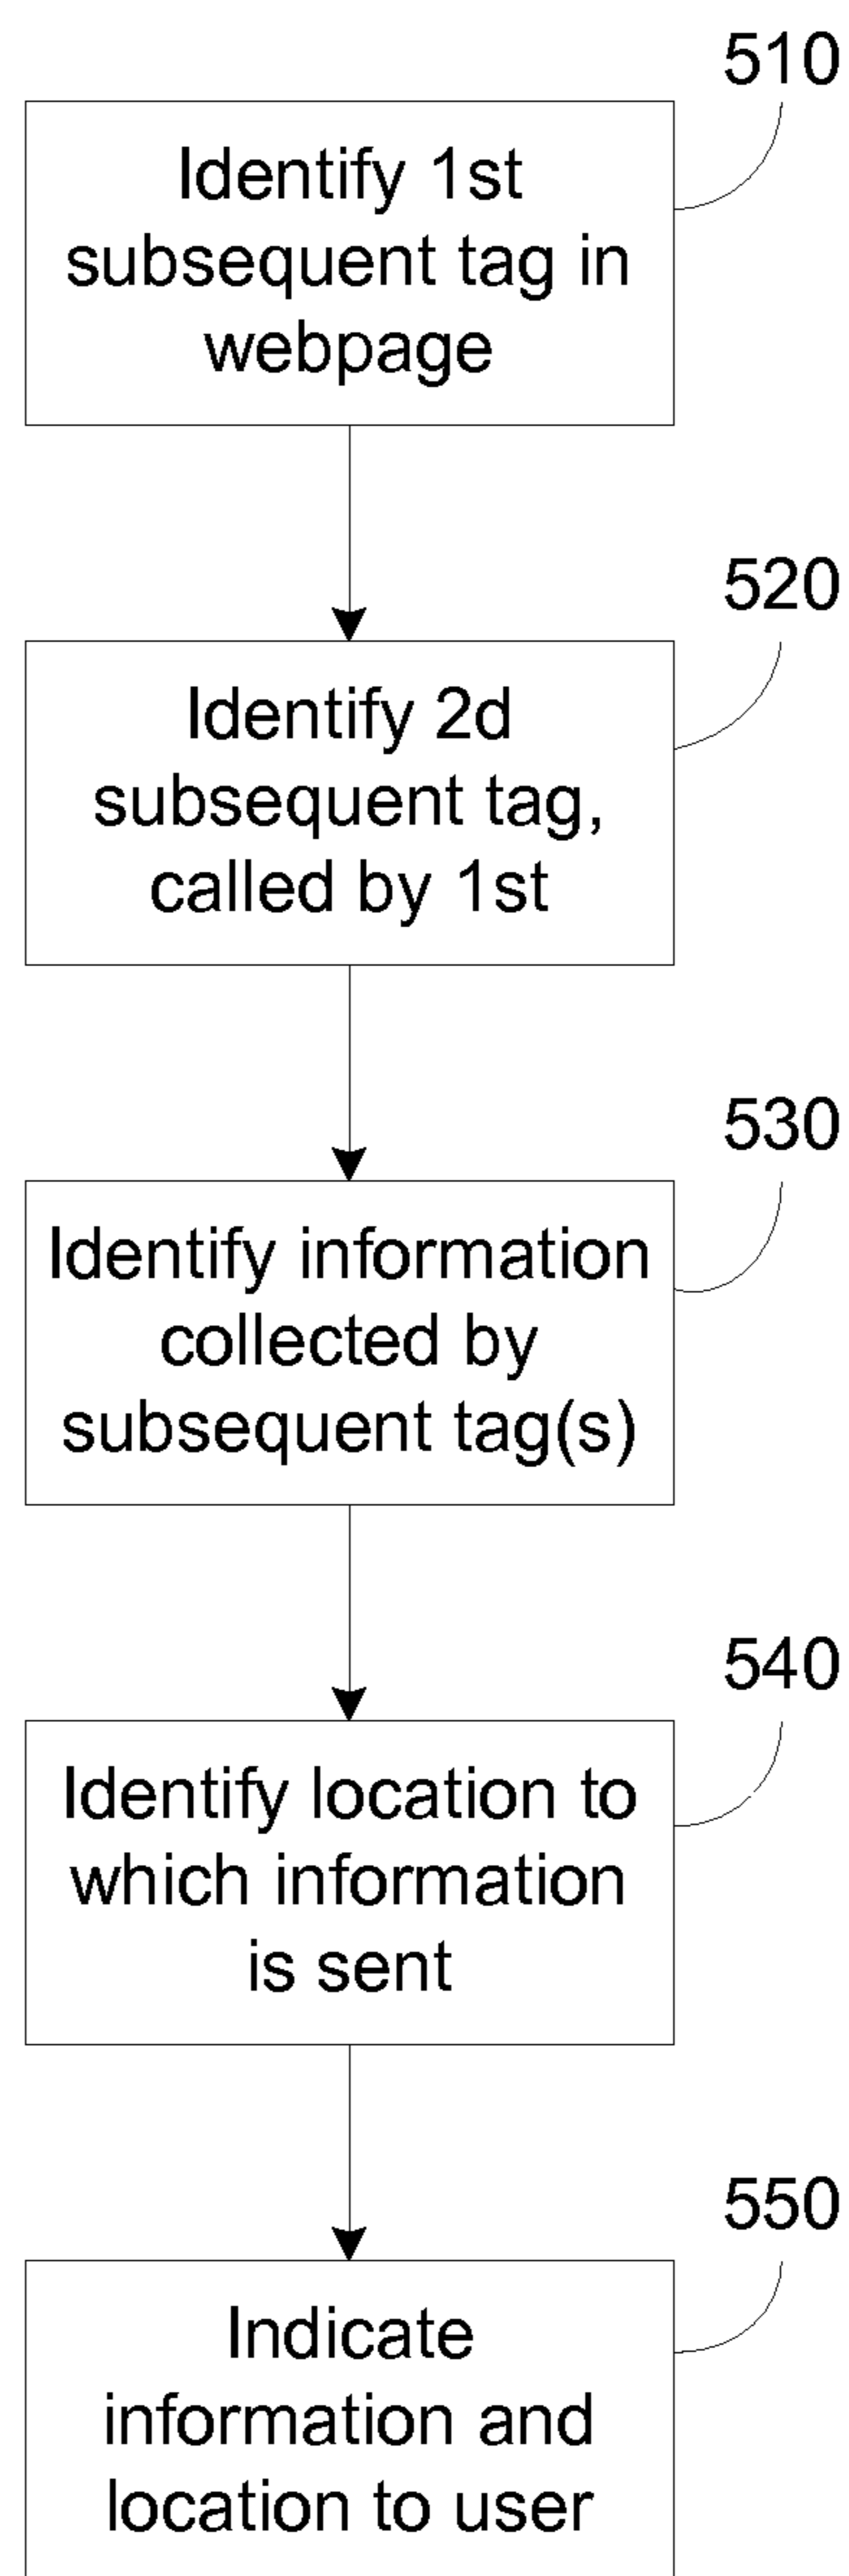 510
Identify 1st
subsequent tag in
webpage
520
Identify 2d
subsequent tag,
called by 1st
530
Identify information
collected by
subsequent tag(s)
540
Identify location to
which information
is sent
550
Indicate
information and
location to user